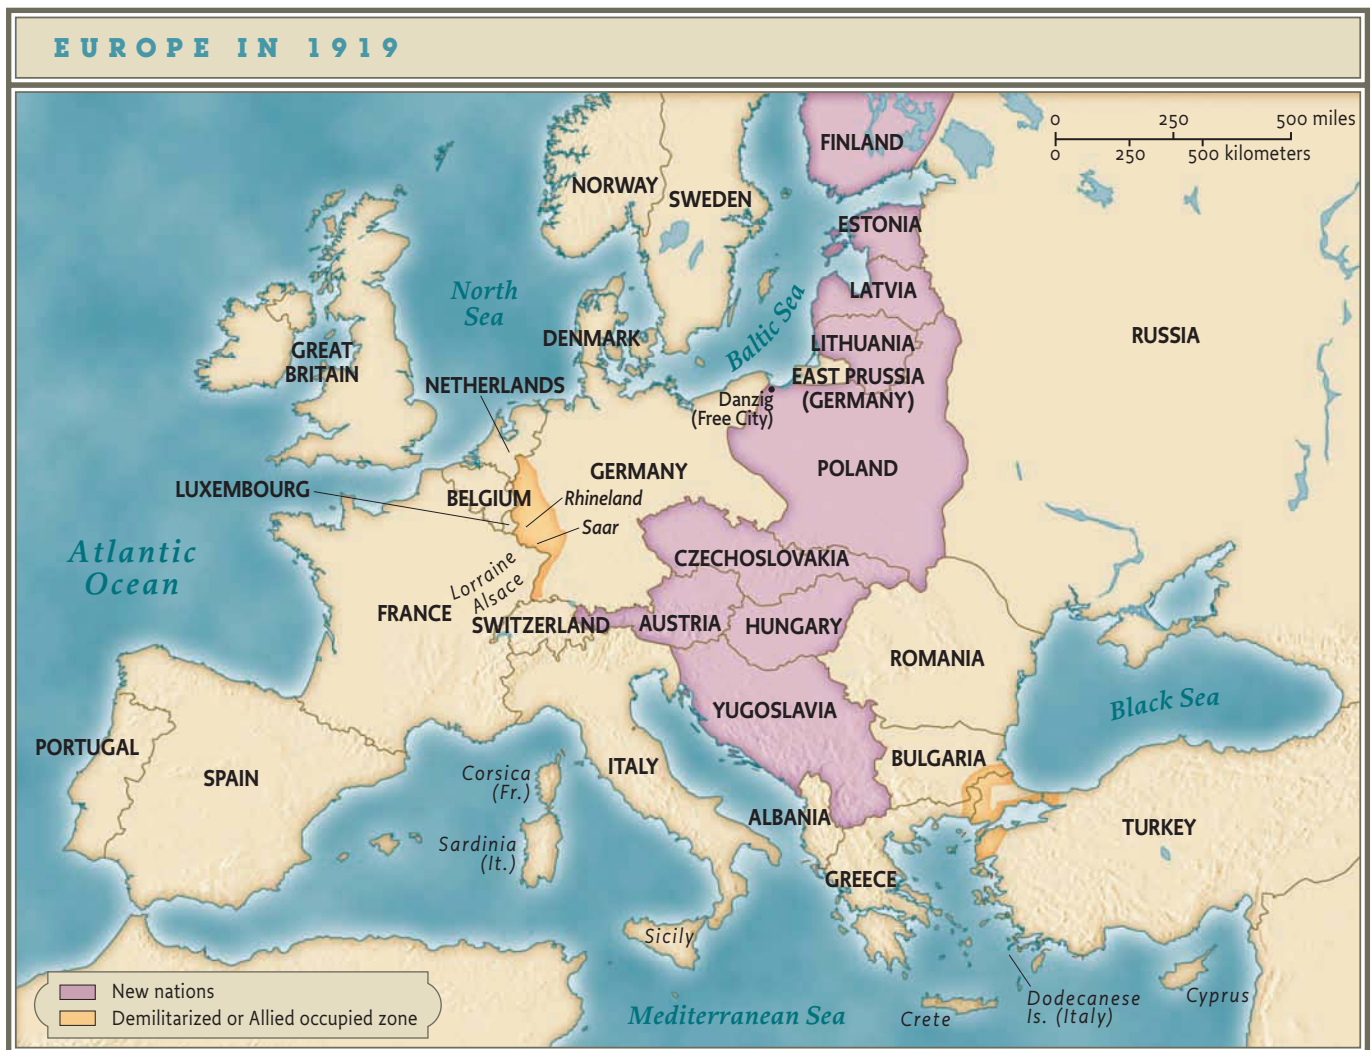 EUROPE IN 1919
0 250 500 miles
0 250 500 kilometers
FINLAND
NORWAY
SWEDEN
ESTONIA
North
Sea
Baltic Sea
LATVIA
RUSSIA
DENMARK
LITHUANIA
GREAT
BRITAIN
NETHERLANDS
EAST PRUSSIA
(GERMANY)
Danzig
(Free City)
GERMANY
POLAND
LUXEMBOURG
BELGIUM
Rhineland
Saar
Atlantic
Ocean
Lorraine
Alsace
CZECHOSLOVAKIA
FRANCE
SWITZERLAND
AUSTRIA
HUNGARY
ROMANIA
Black Sea
YUGOSLAVIA
PORTUGAL
SPAIN
ITALY
BULGARIA
Corsica
(Fr.)
ALBANIA
TURKEY
Sardinia
(It.)
GREECE
Sicily
Mediterranean Sea
Crete
Dodecanese
Is. (Italy)
Cyprus
New nations
Demilitarized or Allied occupied zone